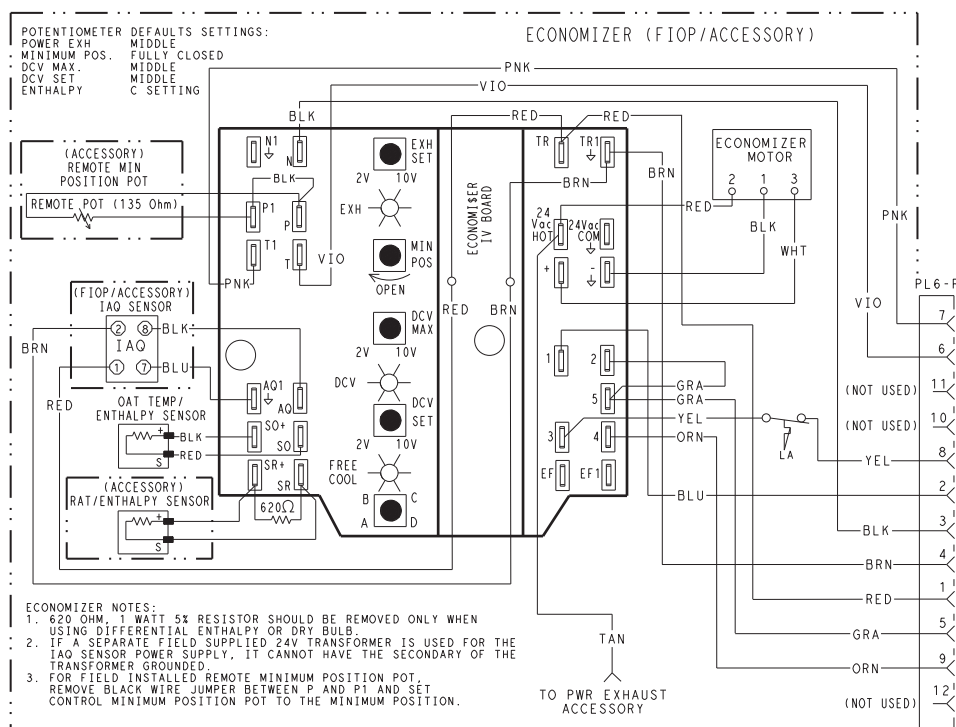 POTENTIOMETER DEFAULTS SETTINGS:
POWER EXH MIDDLE
MINIMUM POS. FULLY CLOSED
DCV MAX. MIDDLE
DCV SET MIDDLE
ENTHALPY C SETTING
ECONOMIZER (FIOP/ACCESSORY)
PNK
VIO
BLK
RED
RED
N1
N
EXH
SET
2V 10V
TR
TR1
BRN
BRN
ECONOMIZER
MOTOR
2 1 3
(ACCESSORY)
REMOTE MIN
POSITION POT
REMOTE POT (135 Ohm)
BLK
P1
P
EXH
ECONOMI$ER
IV BOARD
24
Vac
HOT
24Vac
COM
RED
BLK
WHT
PNK
T1
T
VIO
MIN
POS
OPEN
+
-
PNK
RED
BRN
VIO
PL6-R
7
6
(FIOP/ACCESSORY)
IAQ SENSOR
2 8
BLK
IAQ
1 7
BLU
BRN
RED
DCV
MAX
2V 10V
1
2
(NOT USED) 11
AQ1
AQ
DCV
5
GRA
GRA
OAT TEMP/
ENTHALPY SENSOR
+
BLK
RED
S
SO+
SO
DCV
SET
2V 10V
3
4
YEL
ORN
LA
(NOT USED) 10
YEL 8
(ACCESSORY)
RAT/ENTHALPY SENSOR
+
S
SR+
SR
620Ω
FREE
COOL
B C
A D
EF
EF1
BLU
2
BLK 3
BRN 4
RED 1
GRA 5
ORN 9
(NOT USED) 12
TAN
TO PWR EXHAUST
ACCESSORY
ECONOMIZER NOTES:
1. 620 OHM, 1 WATT 5% RESISTOR SHOULD BE REMOVED ONLY WHEN
USING DIFFERENTIAL ENTHALPY OR DRY BULB.
2. IF A SEPARATE FIELD SUPPLIED 24V TRANSFORMER IS USED FOR THE
IAQ SENSOR POWER SUPPLY, IT CANNOT HAVE THE SECONDARY OF THE
TRANSFORMER GROUNDED.
3. FOR FIELD INSTALLED REMOTE MINIMUM POSITION POT,
REMOVE BLACK WIRE JUMPER BETWEEN P AND P1 AND SET
CONTROL MINIMUM POSITION POT TO THE MINIMUM POSITION.